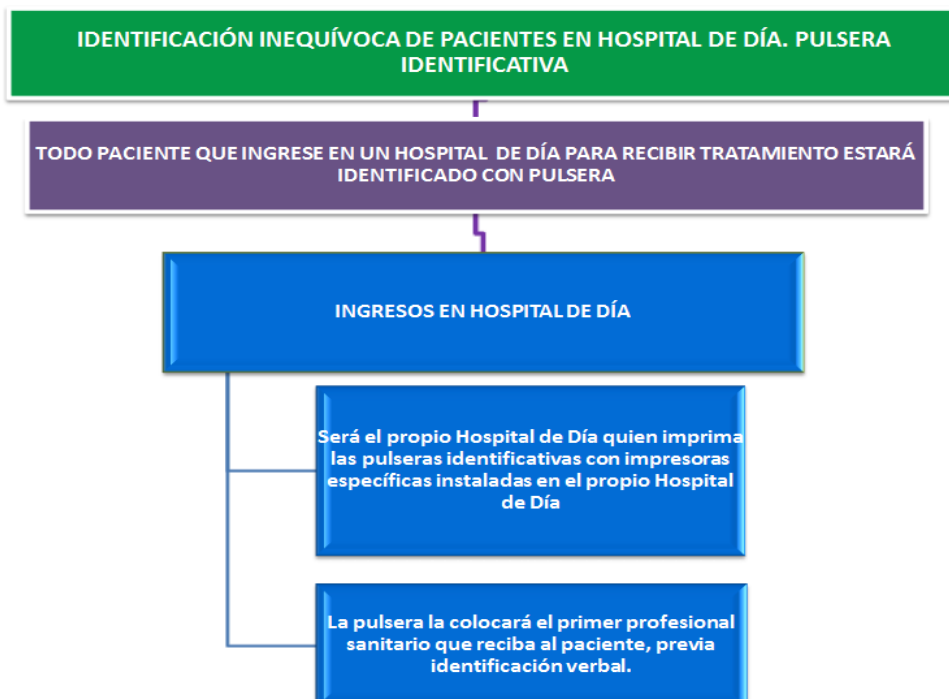 IDENTIFICACIÓN INEQUÍVOCA DE PACIENTES EN HOSPITAL DE DÍA. PULSERA
IDENTIFICATIVA
TODO PACIENTE QUE INGRESE EN UN HOSPITAL DE DÍA PARA RECIBIR TRATAMIENTO ESTARÁ
IDENTIFICADO CON PULSERA
INGRESOS EN HOSPITAL DE DÍA
Será el propio Hospital de Día quien imprima
las pulseras identificativas con impresoras
específicas instaladas en el propio Hospital
de Día
La pulsera la colocará el primer profesional
sanitario que reciba al paciente, previa
identificación verbal.